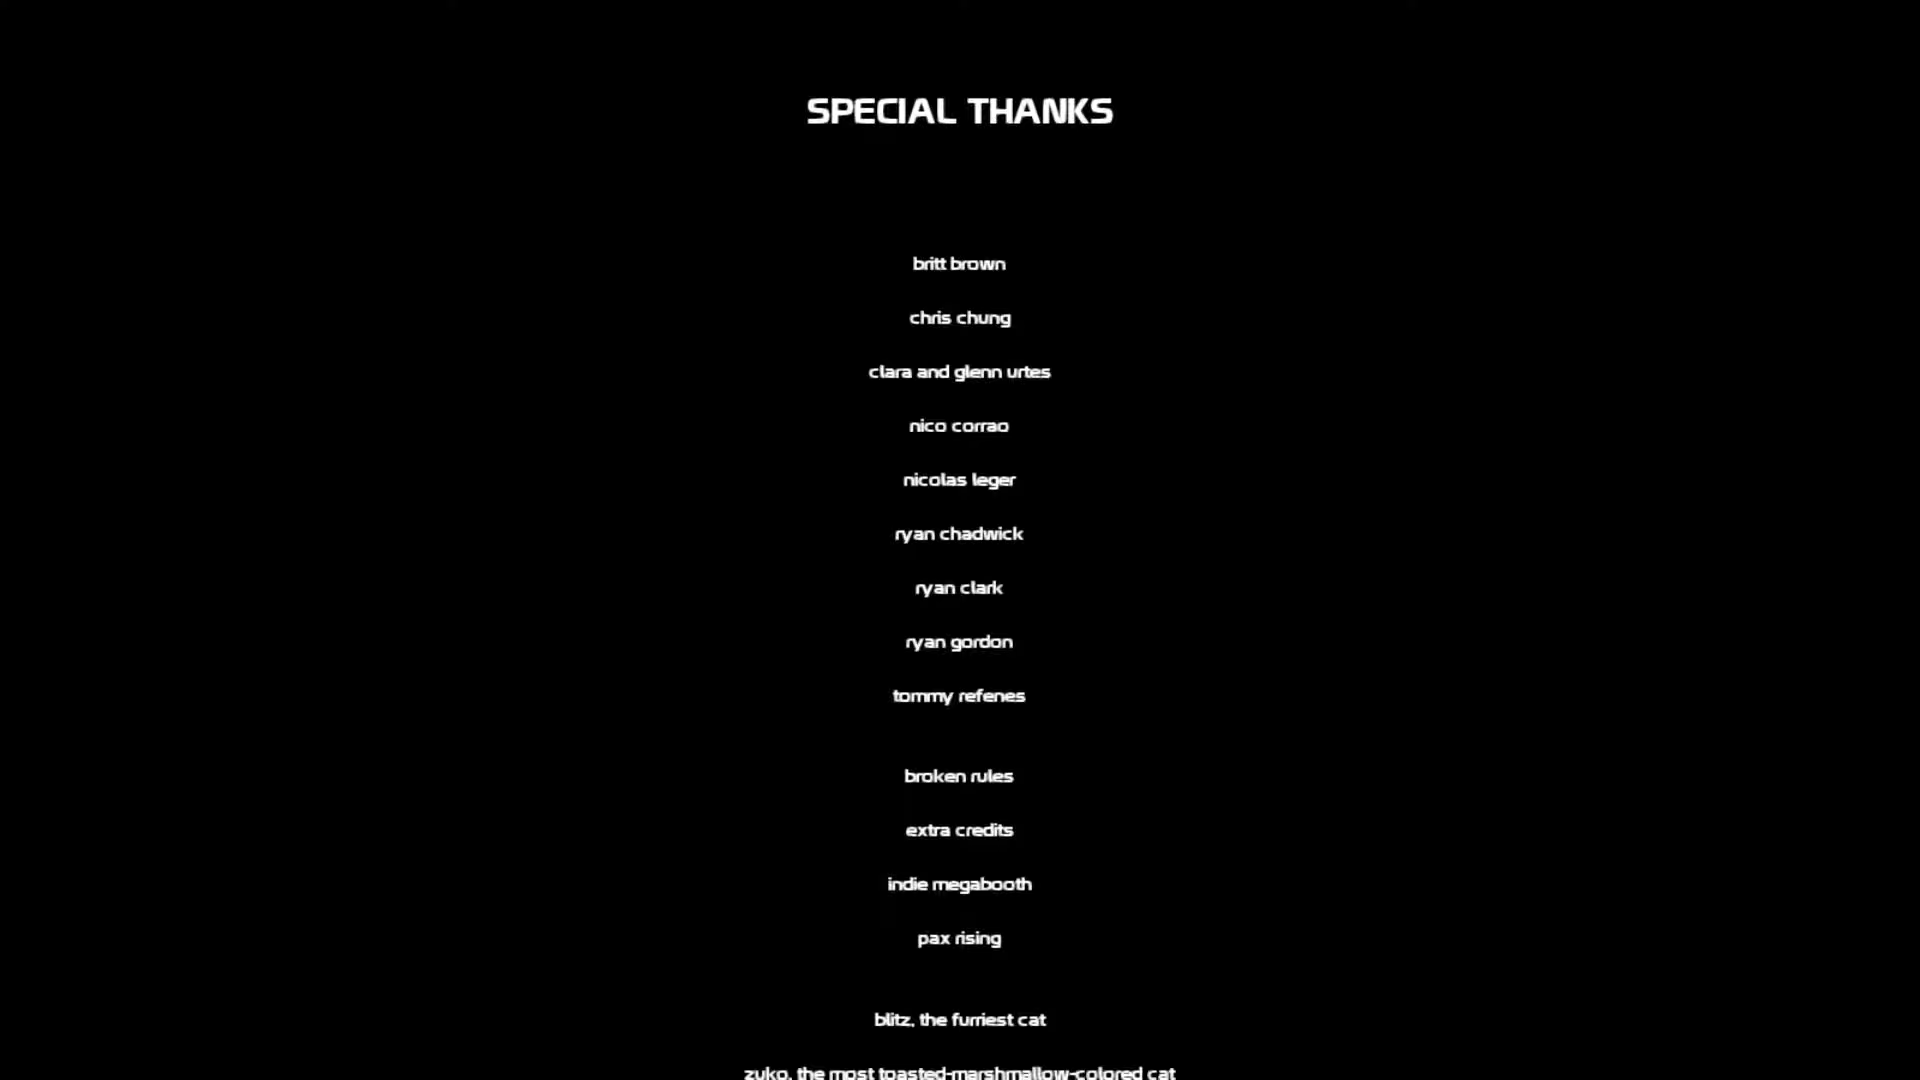 SPECIAL THANKS
britt brown
chris chung
clara and glenn urtes
nico corrao
nicolas leger
ryan chadwick
ryan clark
ryan gordon
tommy refenes
broken rules
extra credits
indie megabooth
pax rising
blitz, the furriest cat
zuko, the most toasted-marshmallow-colored cat